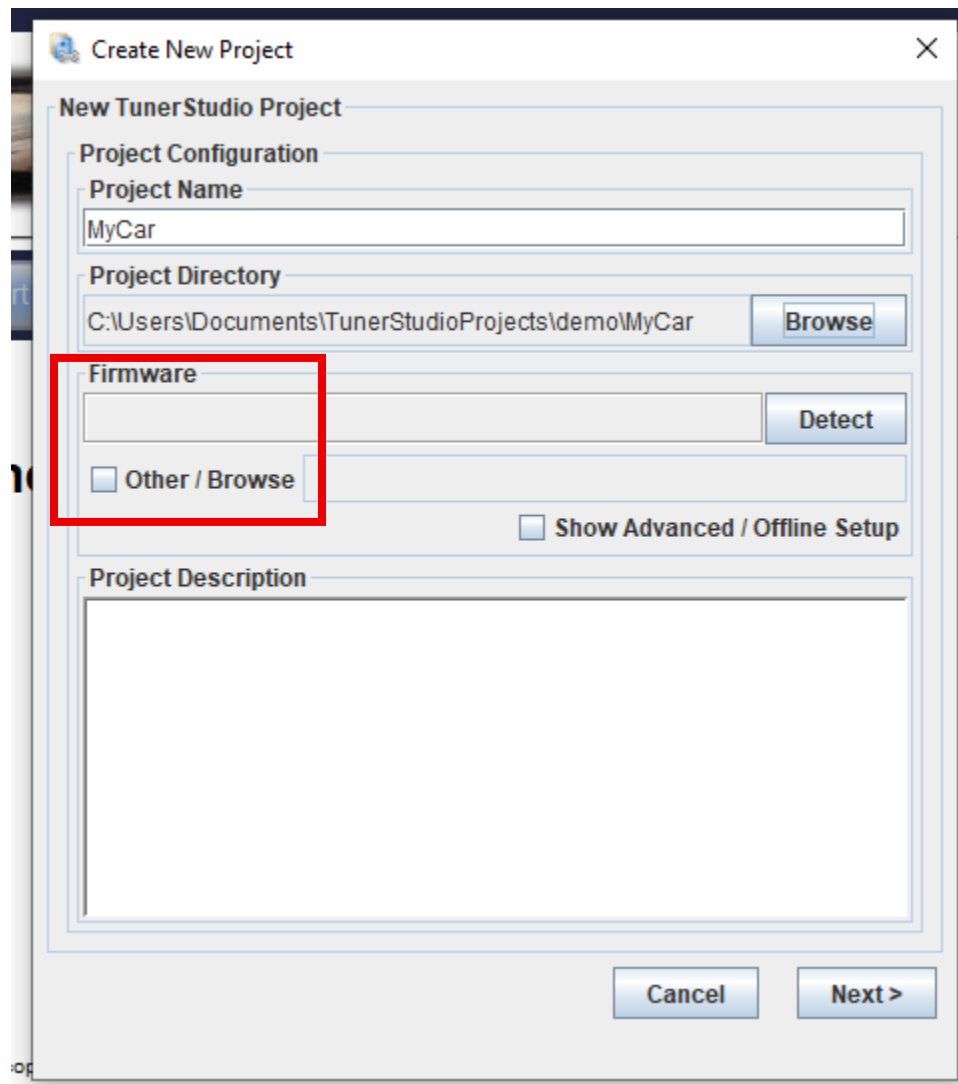 Create New Project
New TunerStudio Project
Project Configuration
Project Name
MyCar
Project Directory
C:\Users\Documents\TunerStudioProjects\demo\MyCar
Browse
Firmware
Detect
Other / Browse
Show Advanced / Offline Setup
Project Description
Cancel
Next >